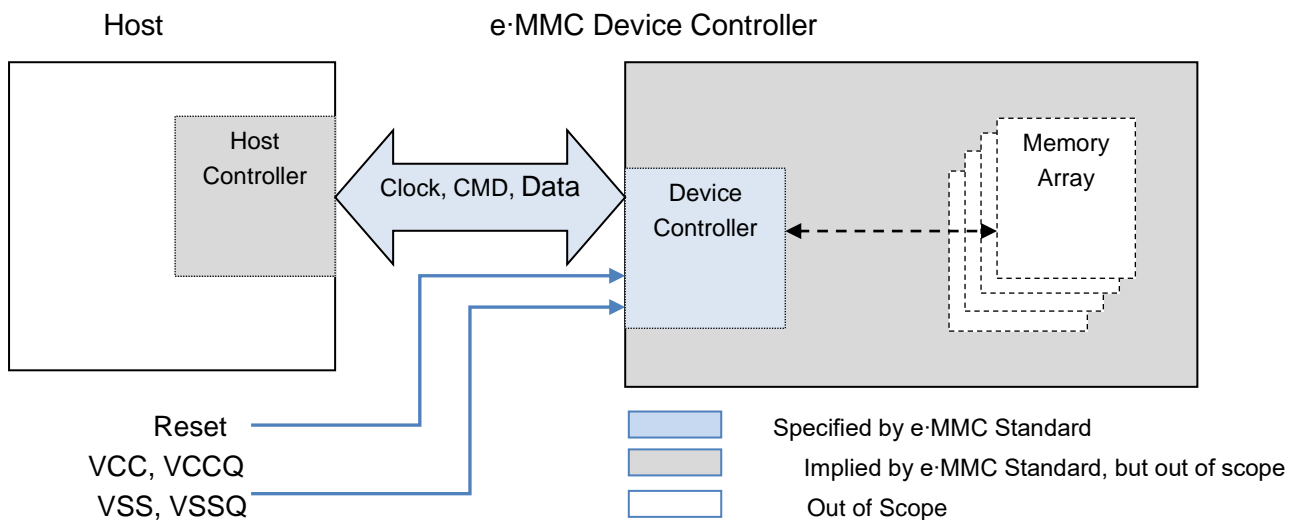 Host
e·MMC Device Controller
Host
Controller
Clock, CMD, Data
Device
Controller
Memory
Array
Reset
VCC, VCCQ
VSS, VSSQ
Specified by e·MMC Standard
Implied by e·MMC Standard, but out of scope
Out of Scope